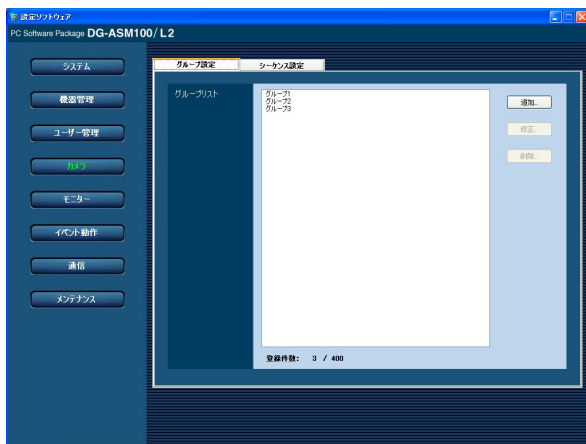 設定ソフトウェア
PC Software Package DG-ASM100/L2
システム
機器管理
ユーザー管理
カメラ
モニター
イベント動作
通信
メンテナンス
グループ設定
シーケンス設定
グループリスト
グループ1
グループ2
グループ3
追加...
修正...
削除...
登録件数: 3 / 400